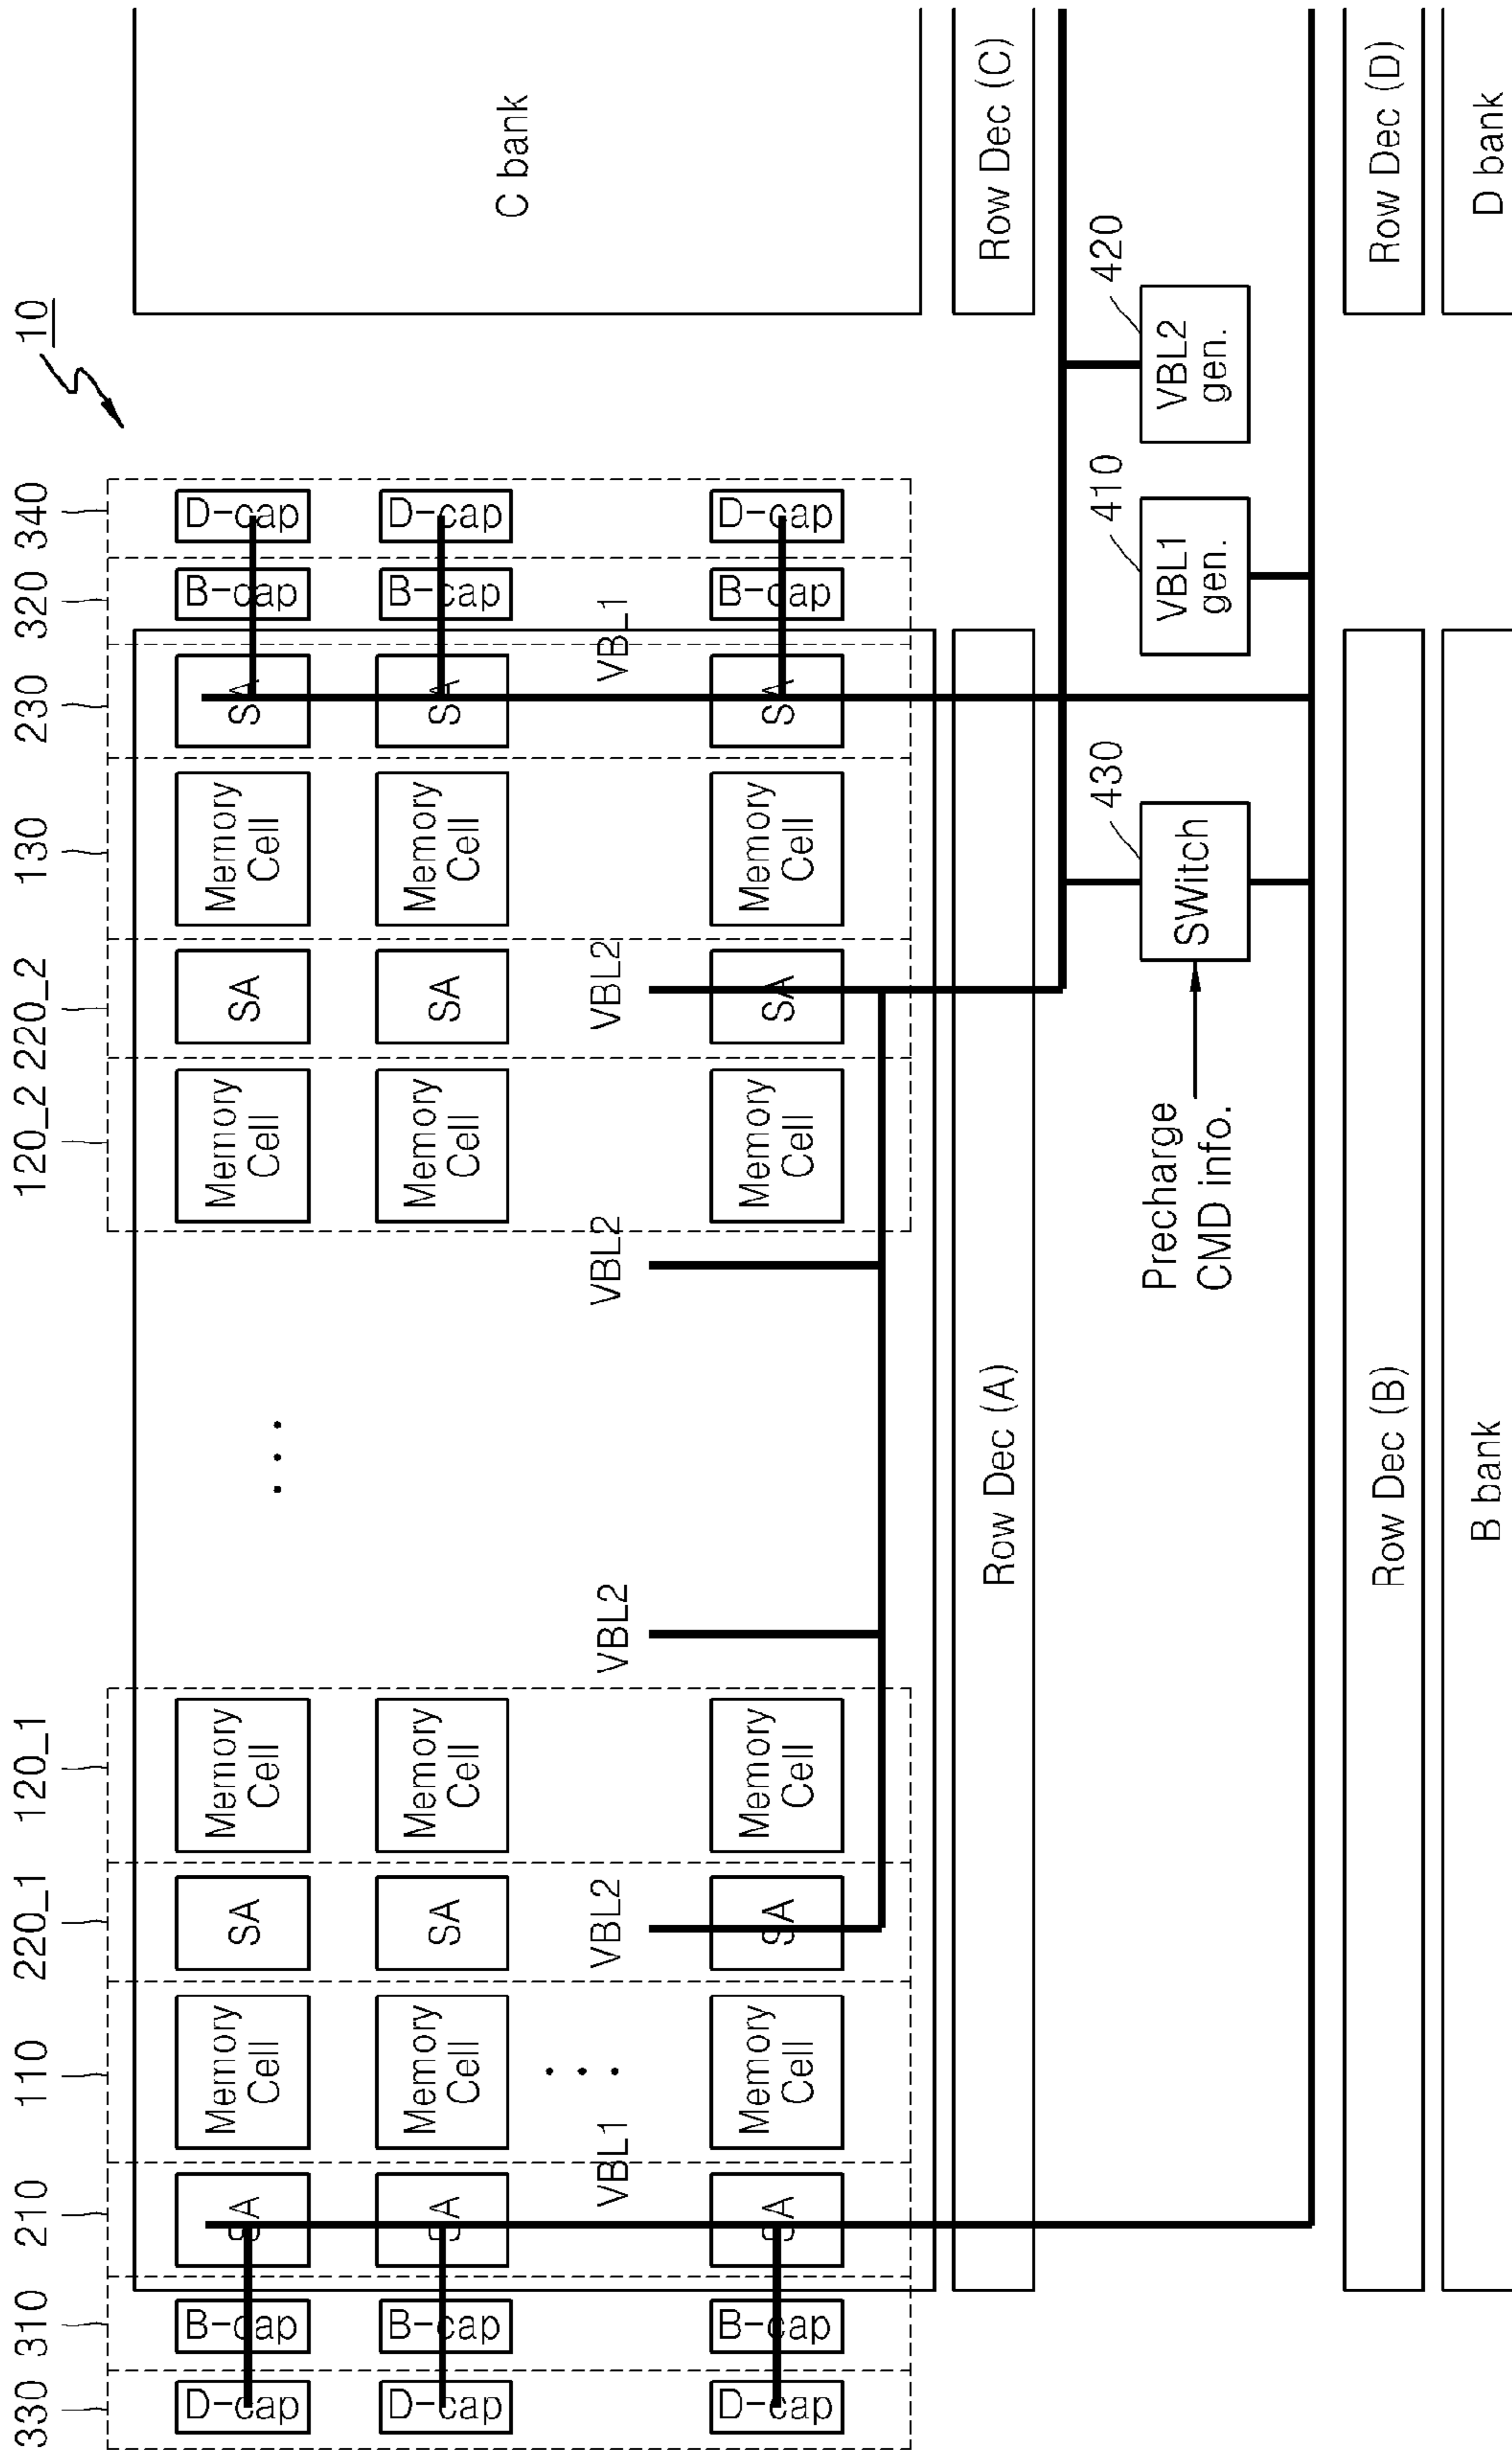 10
330 310 210 110 220_1 120_1 120_2 220_2 130 230 320 340
D-cap B-cap SA Memory Cell SA Memory Cell ... Memory Cell SA Memory Cell SA B-cap D-cap
D-cap B-cap SA Memory Cell SA Memory Cell Memory Cell SA Memory Cell SA B-cap D-cap
C bank
VBL1 ... VBL2 VBL2 VBL2 VBL2 VBL1
D-cap B-cap SA Memory Cell SA Memory Cell Memory Cell SA Memory Cell SA B-cap D-cap
Row Dec (A)
Row Dec (C)
430
410
420
Precharge
CMD info.
SWitch
VBL1
gen.
VBL2
gen.
Row Dec (B)
Row Dec (D)
B bank
D bank